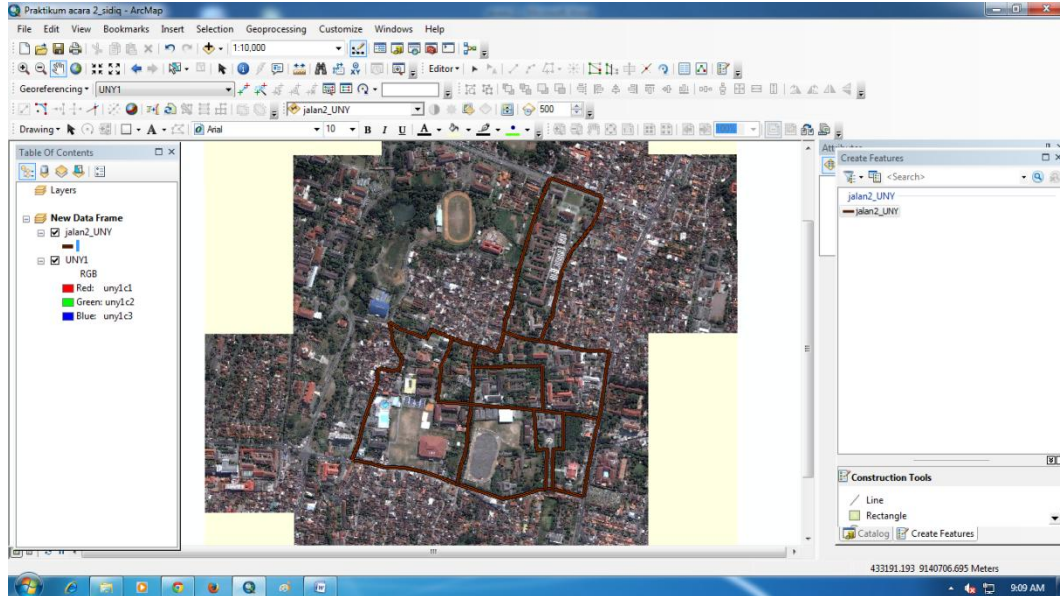 Praktikum acara 2_sidiq - ArcMap
File Edit View Bookmarks Insert Selection Geoprocessing Customize Windows Help
1:10,000
Editor
Georeferencing UNY1
jalan2_UNY 500
Drawing A Arial 10 B I U A
Table Of Contents
Layers
New Data Frame
jalan2_UNY
UNY1
RGB
Red: uny1c1
Green: uny1c2
Blue: uny1c3
Create Features
<Search>
jalan2_UNY
jalan2_UNY
Construction Tools
Line
Rectangle
Catalog Create Features
433191.193 9140706.695 Meters
9:09 AM